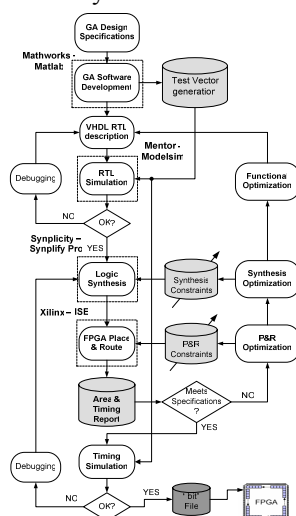 GA Design
Specifications
Mathworks -
Matlab
GA Software
Development
Test Vector
generation
VHDL RTL
description
Mentor -
Modelsim
Debugging
RTL
Simulation
Functional
Optimization
NO
OK?
Synplicity -
Synplify Pro
YES
Logic
Synthesis
Synthesis
Constraints
Synthesis
Optimization
Xilinx - ISE
FPGA Place
& Route
P&R
Constraints
P&R
Optimization
Area &
Timing
Report
Meets
Specifications
?
NO
YES
Debugging
Timing
Simulation
NO
OK?
YES
"bit"
File
FPGA